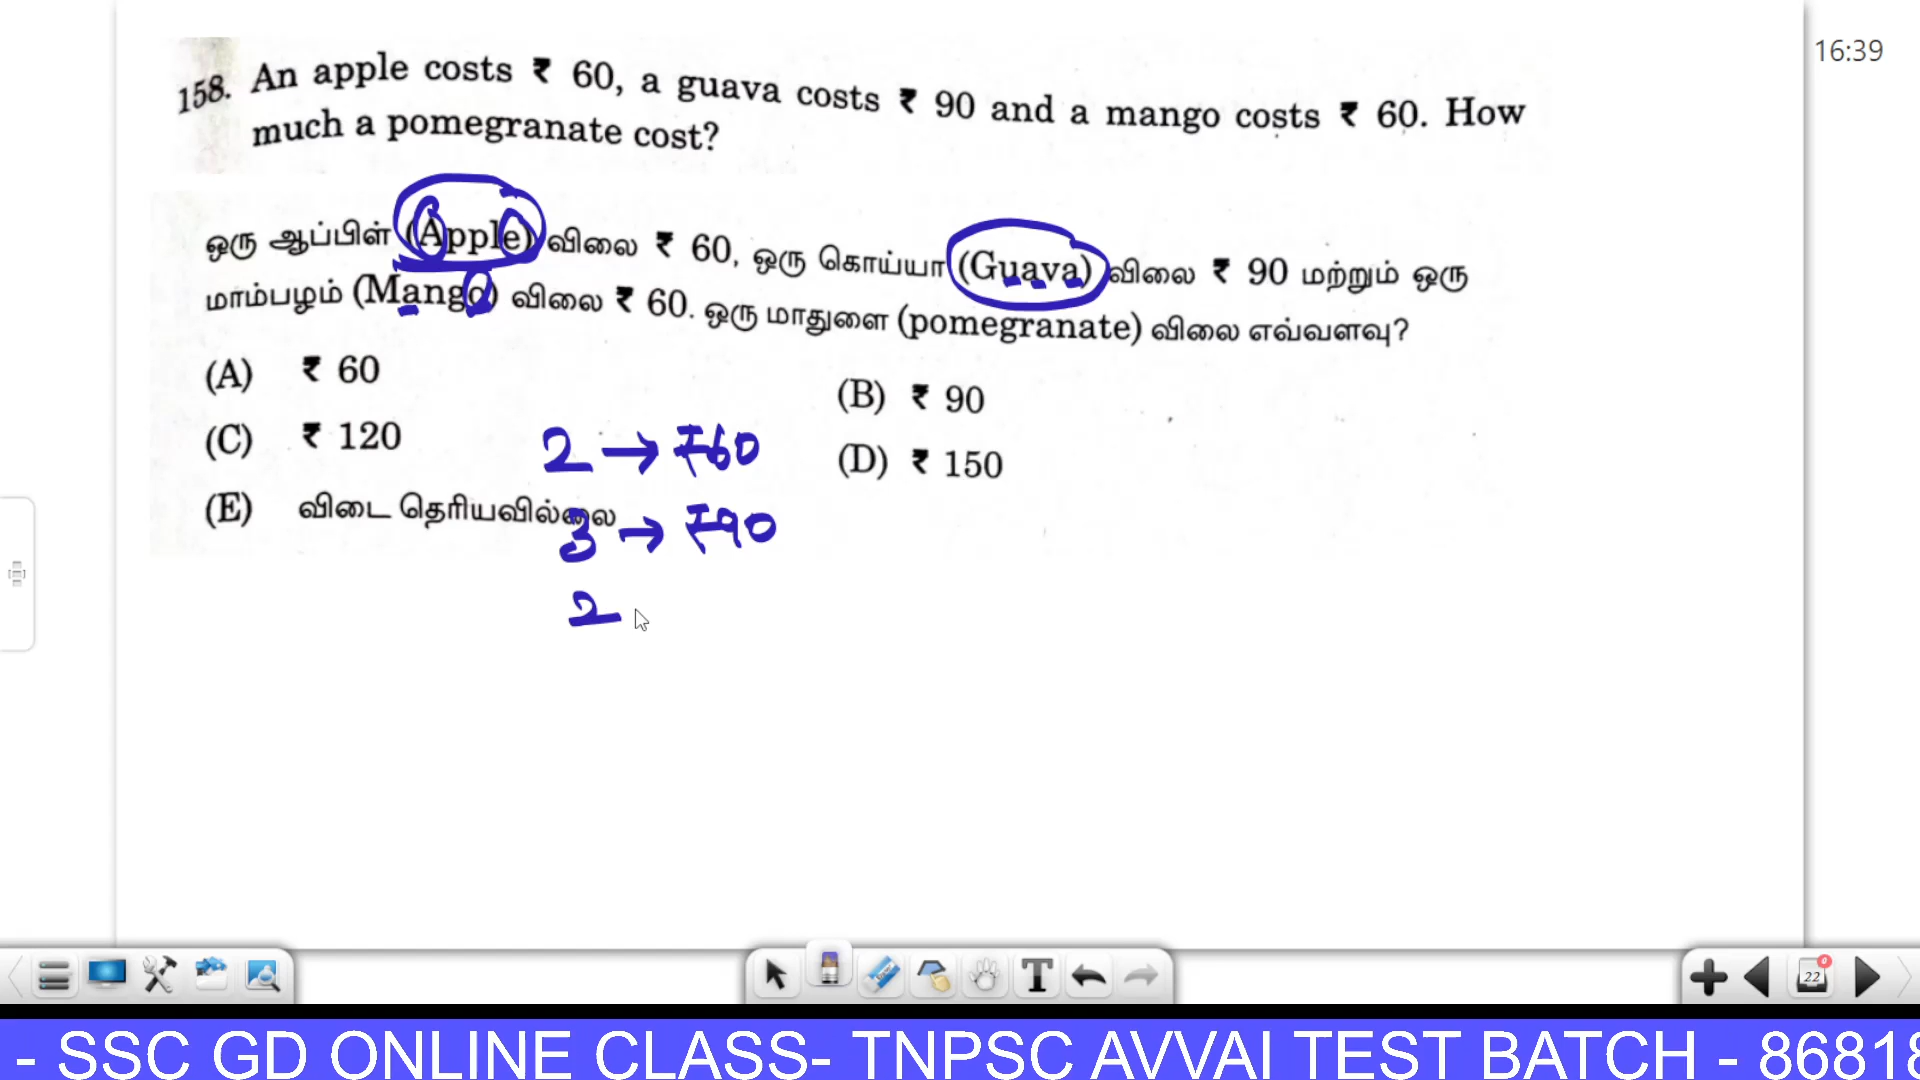 16:39
158. An apple costs ₹ 60, a guava costs ₹ 90 and a mango costs ₹ 60. How
much a pomegranate cost?
ஒரு ஆப்பிள் (Apple) விலை ₹ 60, ஒரு கொய்யா (Guava) விலை ₹ 90 மற்றும் ஒரு
மாம்பழம் (Mango) விலை ₹ 60. ஒரு மாதுளை (pomegranate) விலை எவ்வளவு?
(A) ₹ 60
(B) ₹ 90
(C) ₹ 120
(D) ₹ 150
(E) விடை தெரியவில்லை
2 → ₹60
3 → ₹90
2
T
22
0
- SSC GD ONLINE CLASS- TNPSC AVVAI TEST BATCH - 86818